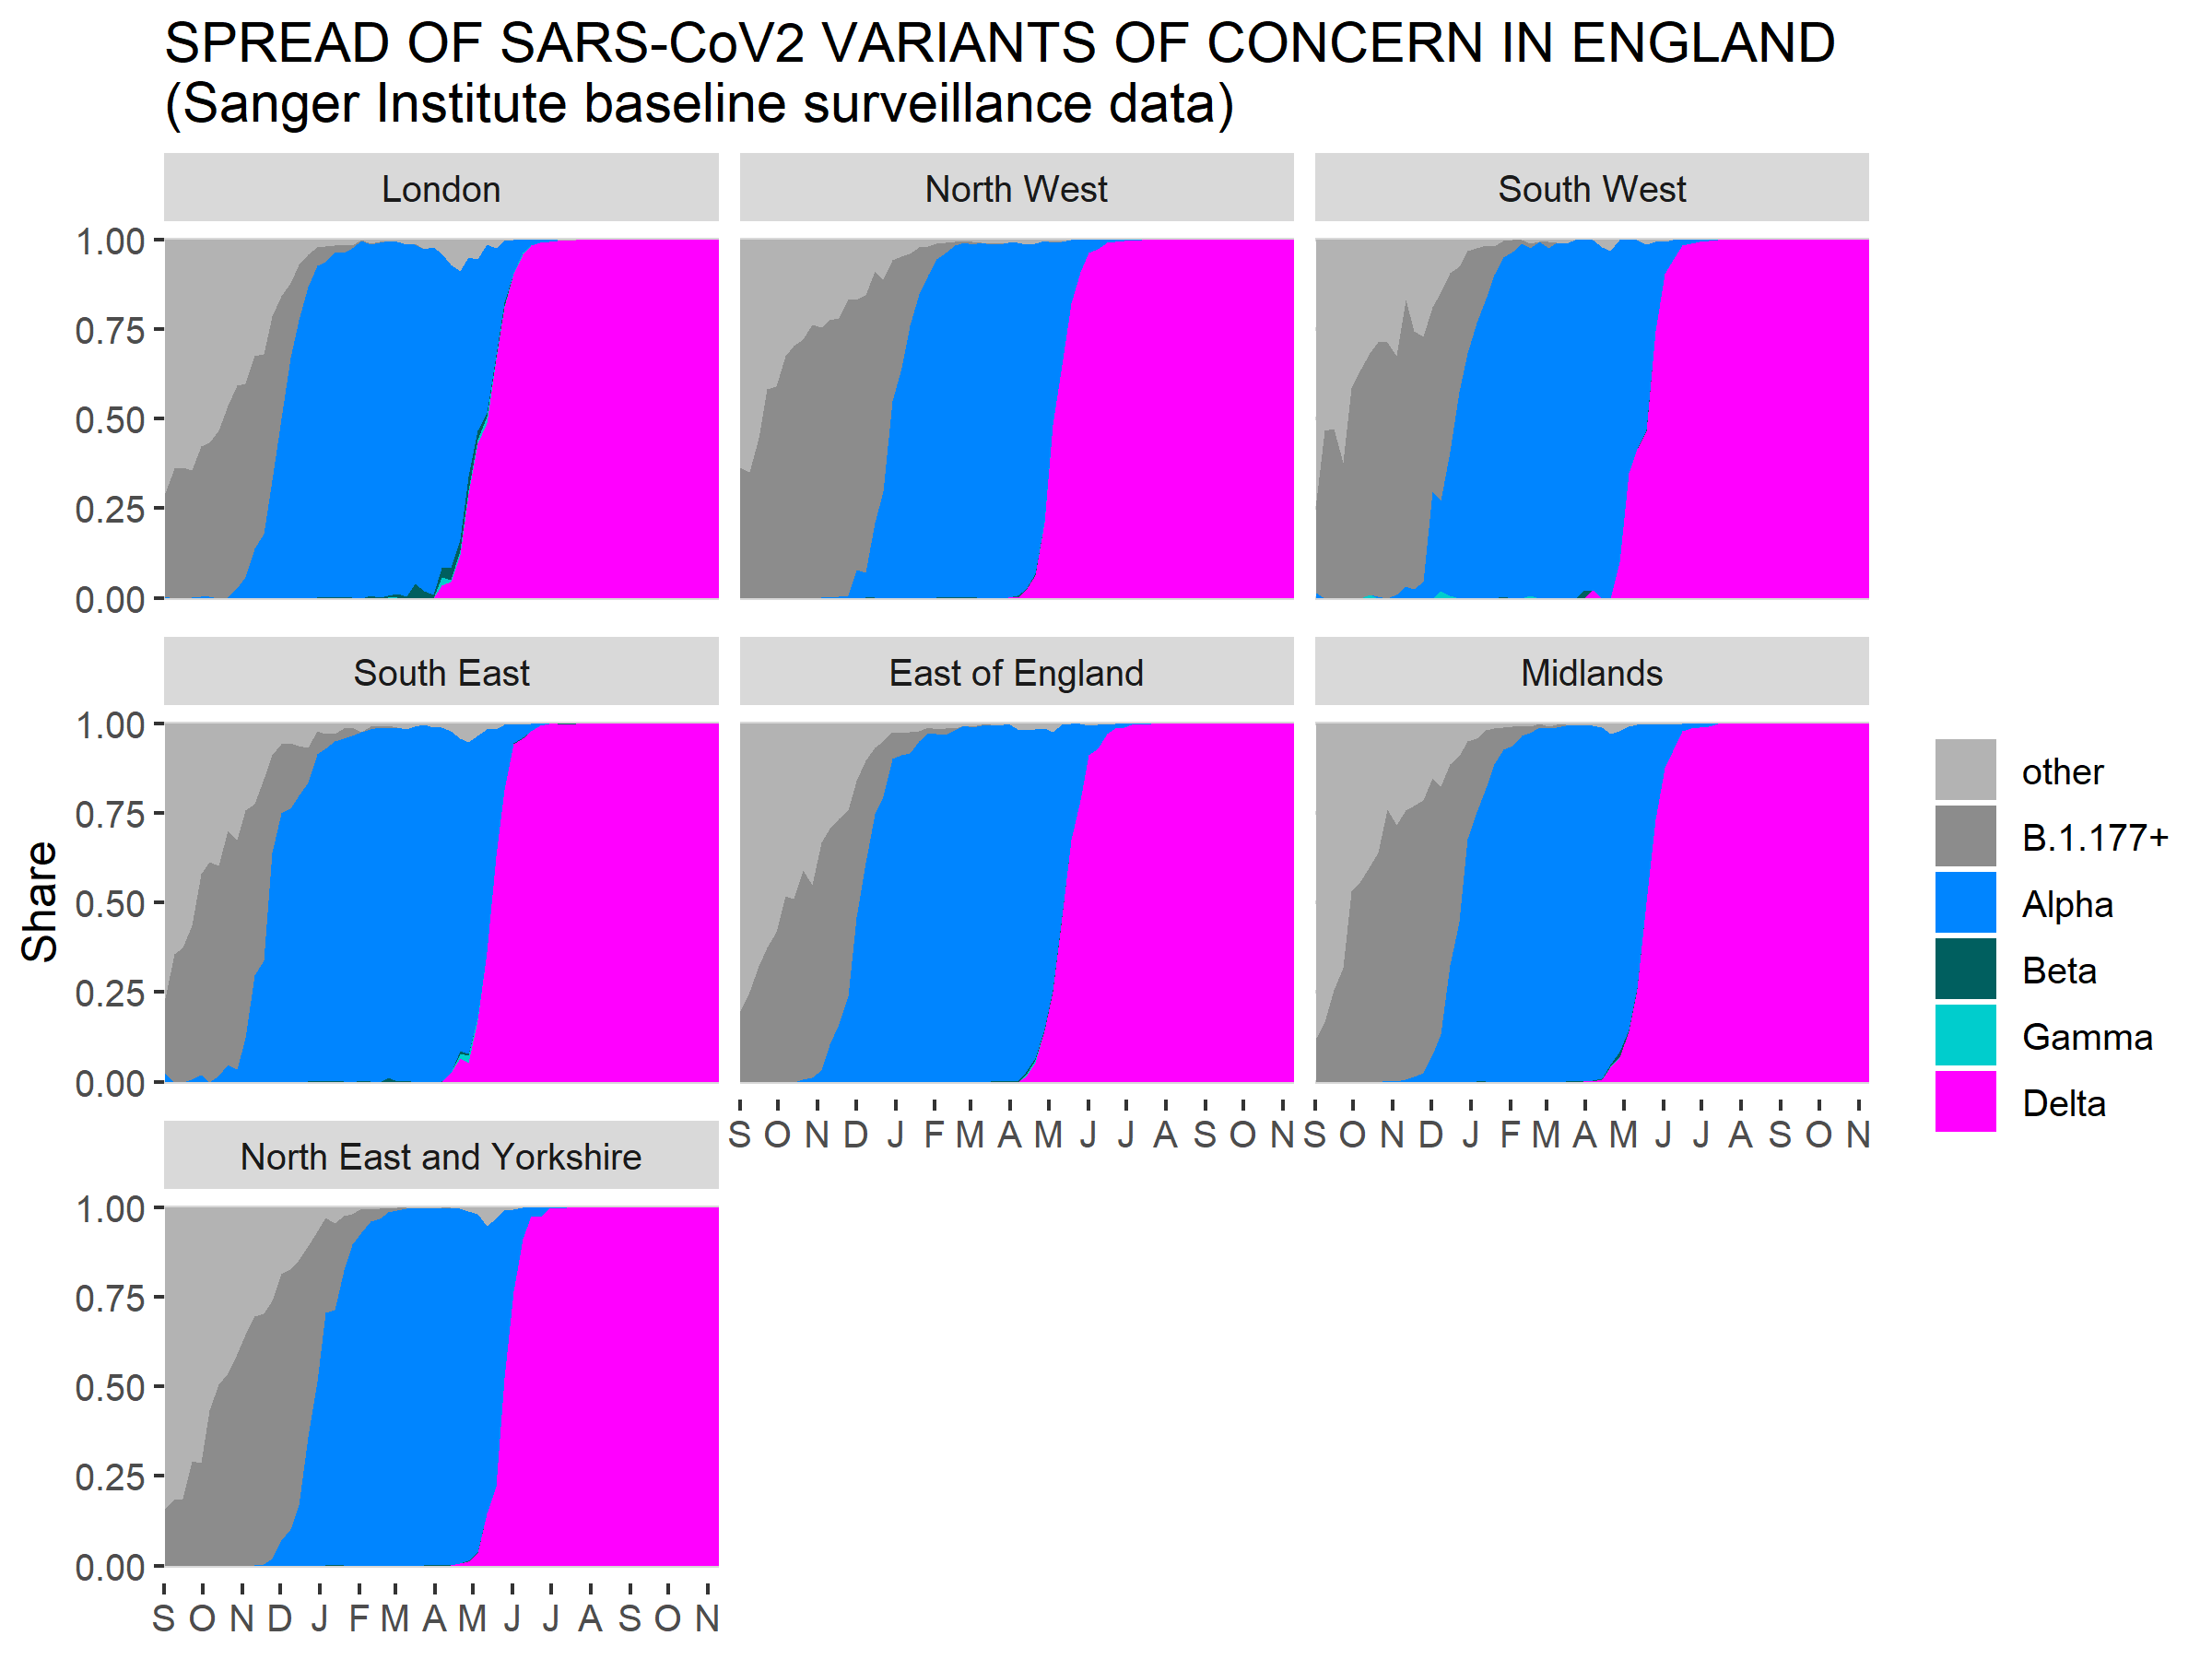 SPREAD OF SARS-CoV2 VARIANTS OF CONCERN IN ENGLAND
(Sanger Institute baseline surveillance data)
London
North West
South West
1.00
0.75
0.50
0.25
0.00
South East
East of England
Midlands
1.00
0.75
0.50
0.25
0.00
Share
S O N D J F M A M J J A S O N
S O N D J F M A M J J A S O N
North East and Yorkshire
1.00
0.75
0.50
0.25
0.00
S O N D J F M A M J J A S O N
other
B.1.177+
Alpha
Beta
Gamma
Delta